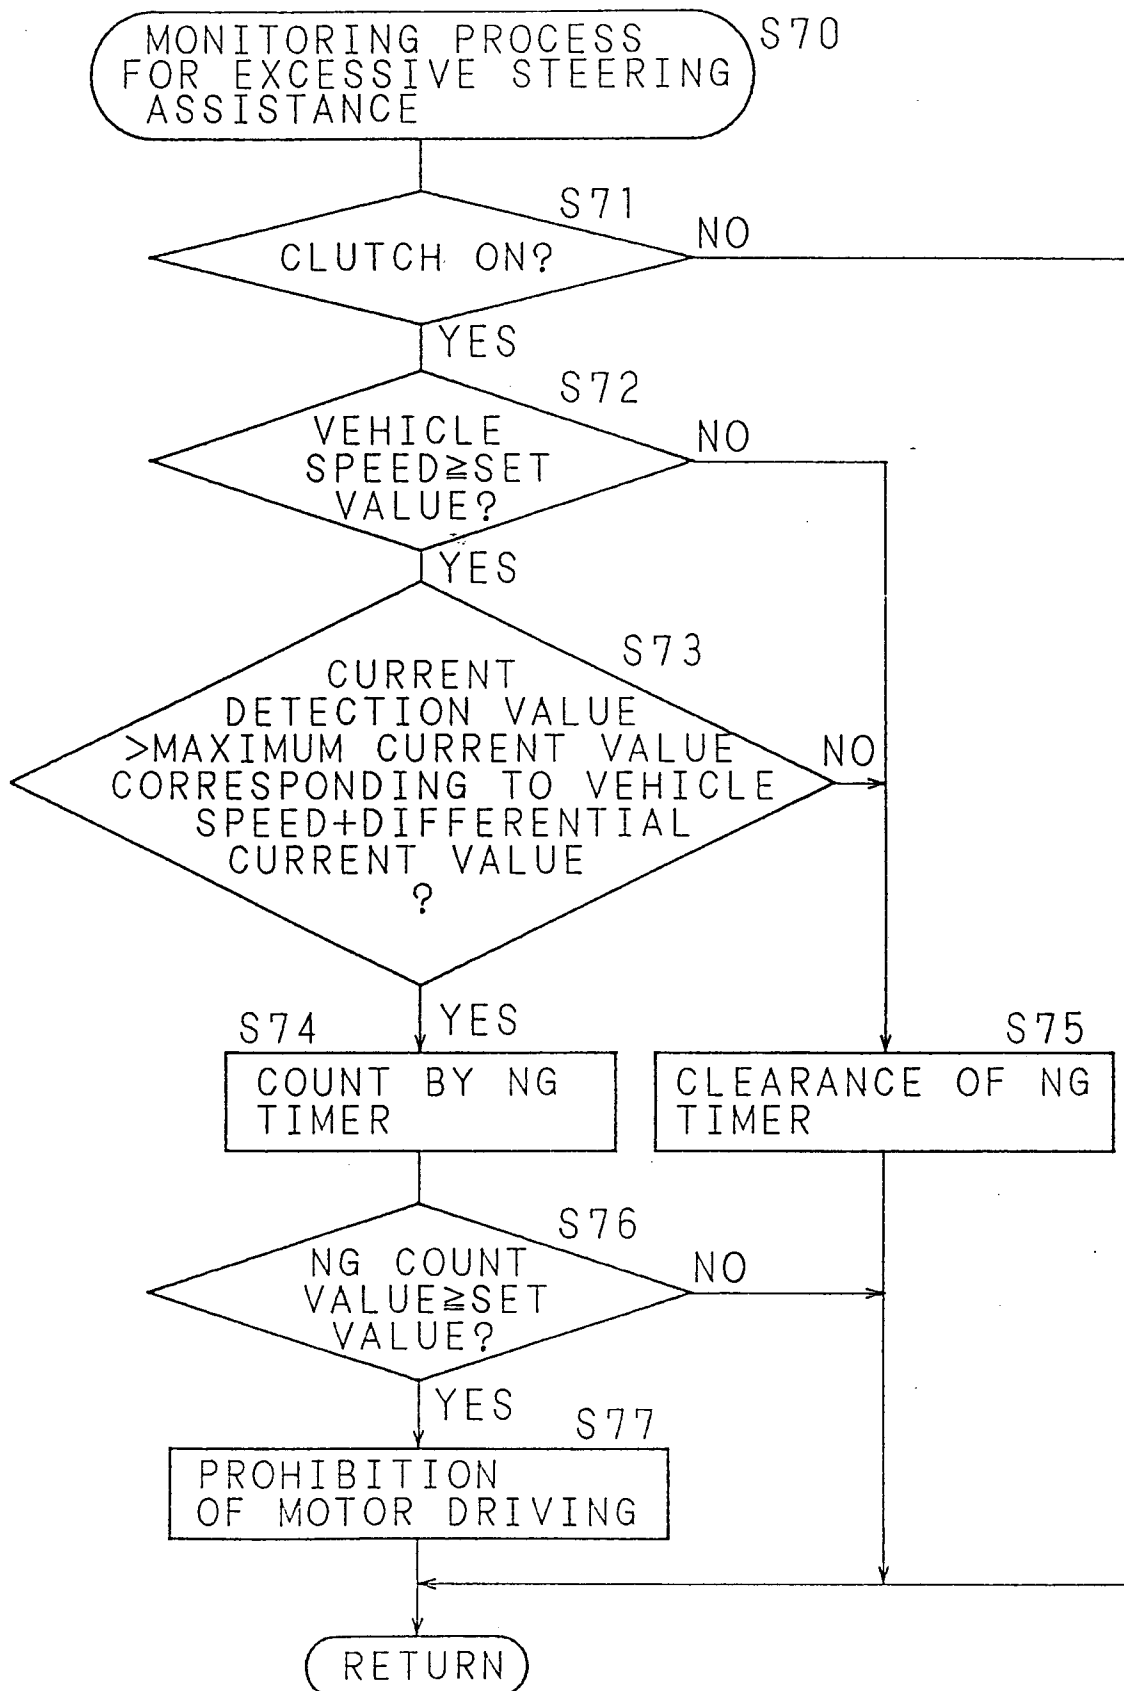 MONITORING PROCESS
FOR EXCESSIVE STEERING
ASSISTANCE
S70
S71
CLUTCH ON?
NO
YES
S72
VEHICLE
SPEED≧SET
VALUE?
NO
YES
S73
CURRENT
DETECTION VALUE
>MAXIMUM CURRENT VALUE
CORRESPONDING TO VEHICLE
SPEED+DIFFERENTIAL
CURRENT VALUE
?
NO
YES
S74
COUNT BY NG
TIMER
S75
CLEARANCE OF NG
TIMER
S76
NG COUNT
VALUE≧SET
VALUE?
NO
YES
S77
PROHIBITION
OF MOTOR DRIVING
RETURN